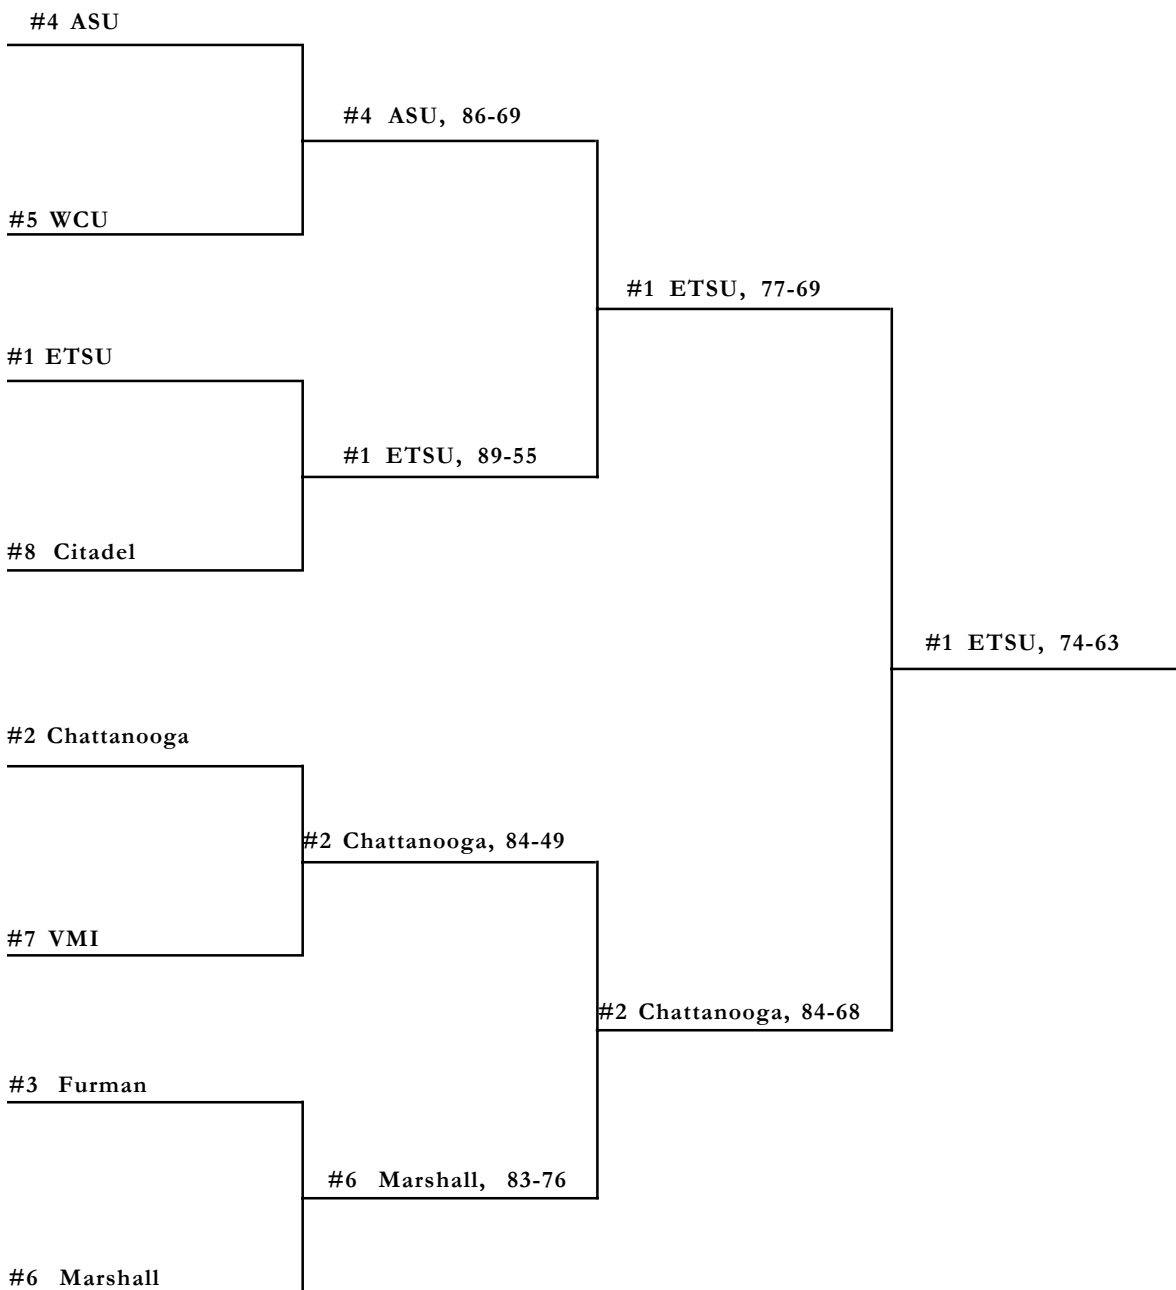 #4 ASU
#4 ASU, 86-69
#5 WCU
#1 ETSU, 77-69
#1 ETSU
#1 ETSU, 89-55
#8 Citadel
#1 ETSU, 74-63
#2 Chattanooga
#2 Chattanooga, 84-49
#7 VMI
#2 Chattanooga, 84-68
#3 Furman
#6 Marshall, 83-76
#6 Marshall